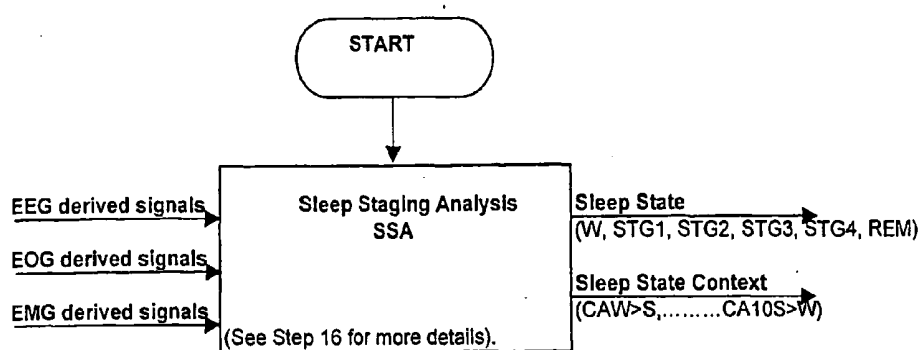 START
EEG derived signals
EOG derived signals
EMG derived signals
Sleep Staging Analysis
SSA
(See Step 16 for more details).
Sleep State
(W, STG1, STG2, STG3, STG4, REM)
Sleep State Context
(CAW>S,.........CA10S>W)